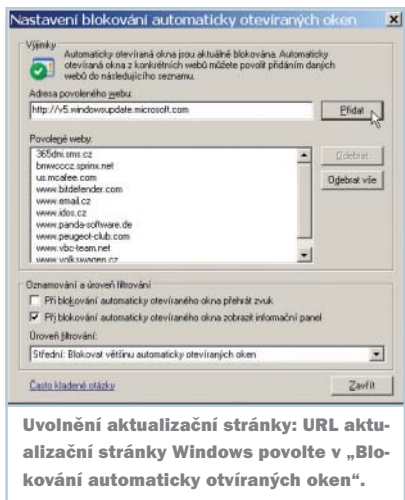 Nastavení blokování automaticky otevíraných oken
Výjimky
Automaticky otevíraná okna jsou aktuálně blokována. Automaticky
otevíraná okna z konkrétních webů můžete povolit přidáním daných
webů do následujícího seznamu.
Adresa povoleného webu:
http://v5.windowsupdate.microsoft.com
Přidat
Povolené weby:
365dni.sms.cz
bmwcocz.sprinx.net
us.mcafee.com
www.bitdefender.com
www.email.cz
www.idos.cz
www.panda-software.de
www.peugeot-club.com
www.vbc-team.net
www.volkswagen.cz
Odebrat
Odebrat vše
Oznamování a úroveň filtrování
Při blokování automaticky otevíraného okna přehrát zvuk
Při blokování automaticky otevíraného okna zobrazit informační panel
Úroveň filtrování:
Střední: Blokovat většinu automaticky otevíraných oken
Často kladené otázky
Zavřít
Uvolnění aktualizační stránky: URL aktu-
alizační stránky Windows povolte v „Blo-
kování automaticky otvíraných oken“.